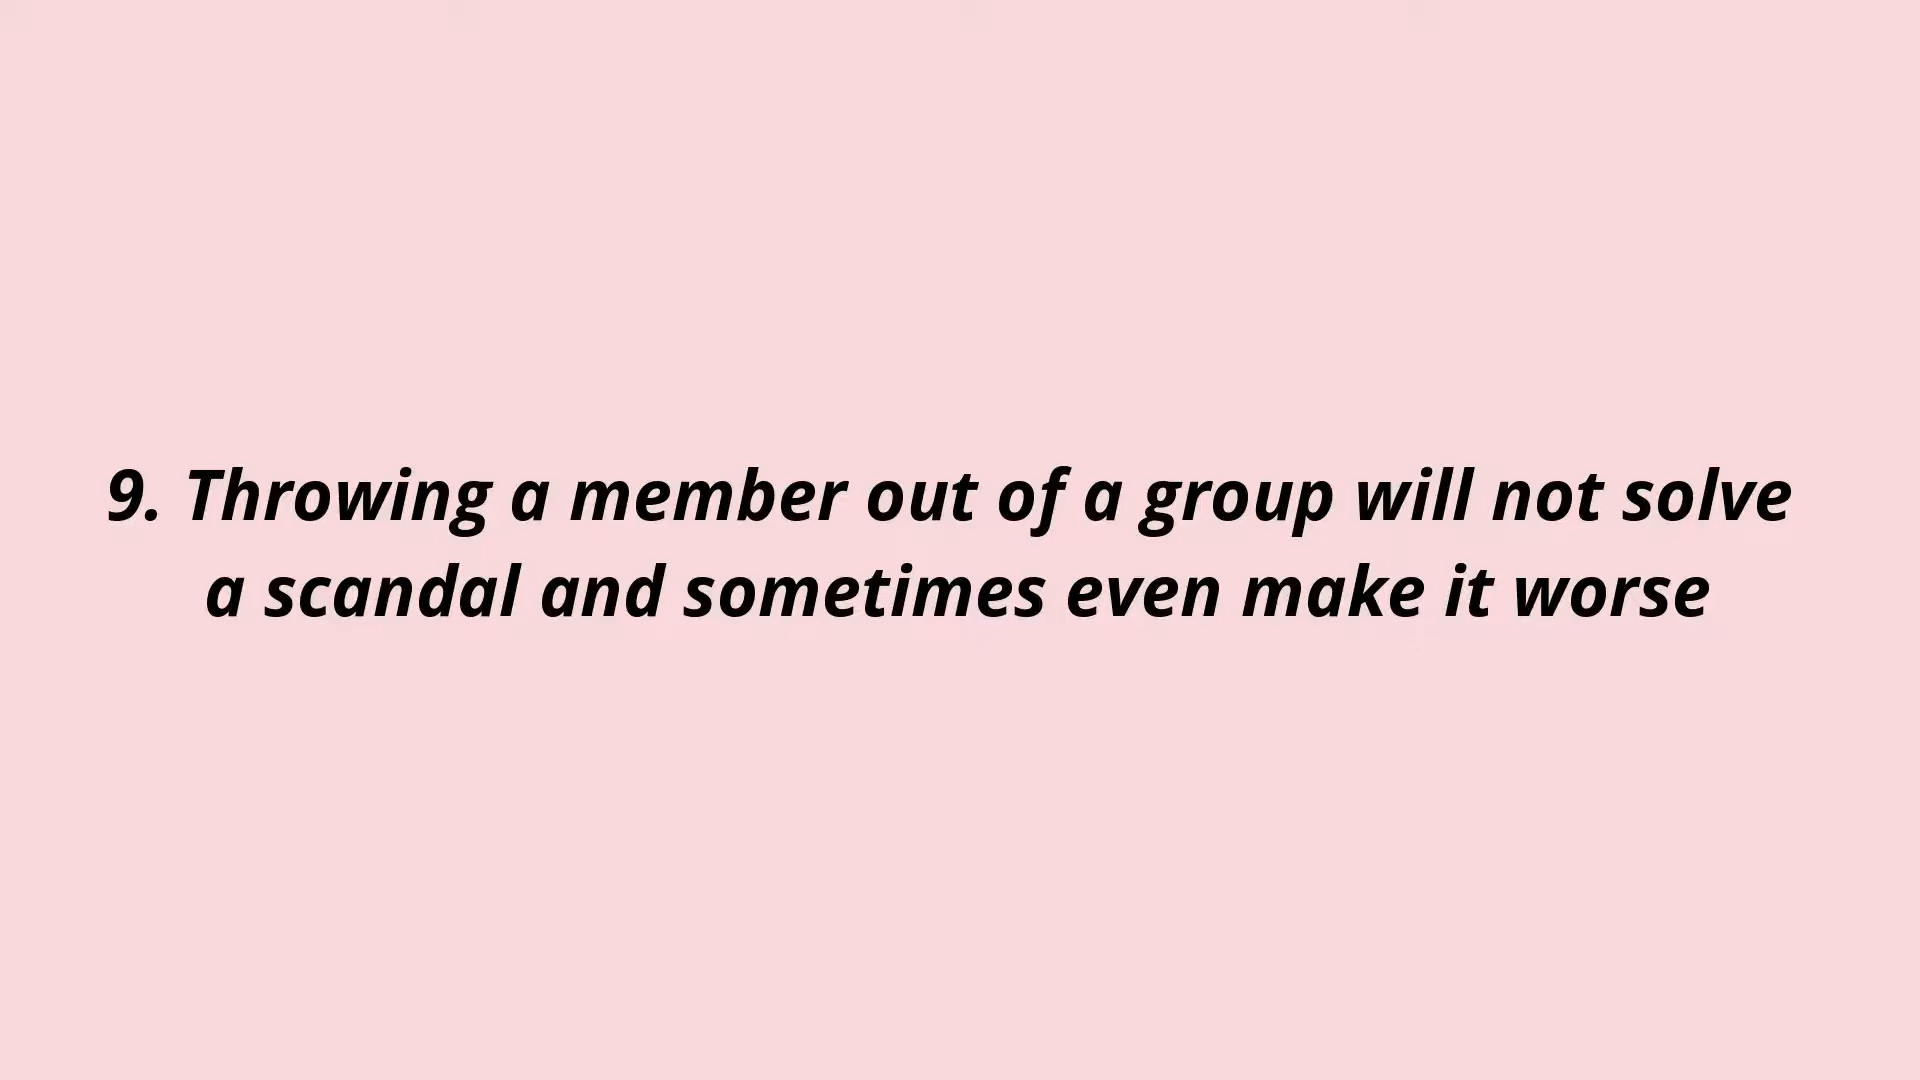 9. Throwing a member out of a group will not solve
a scandal and sometimes even make it worse